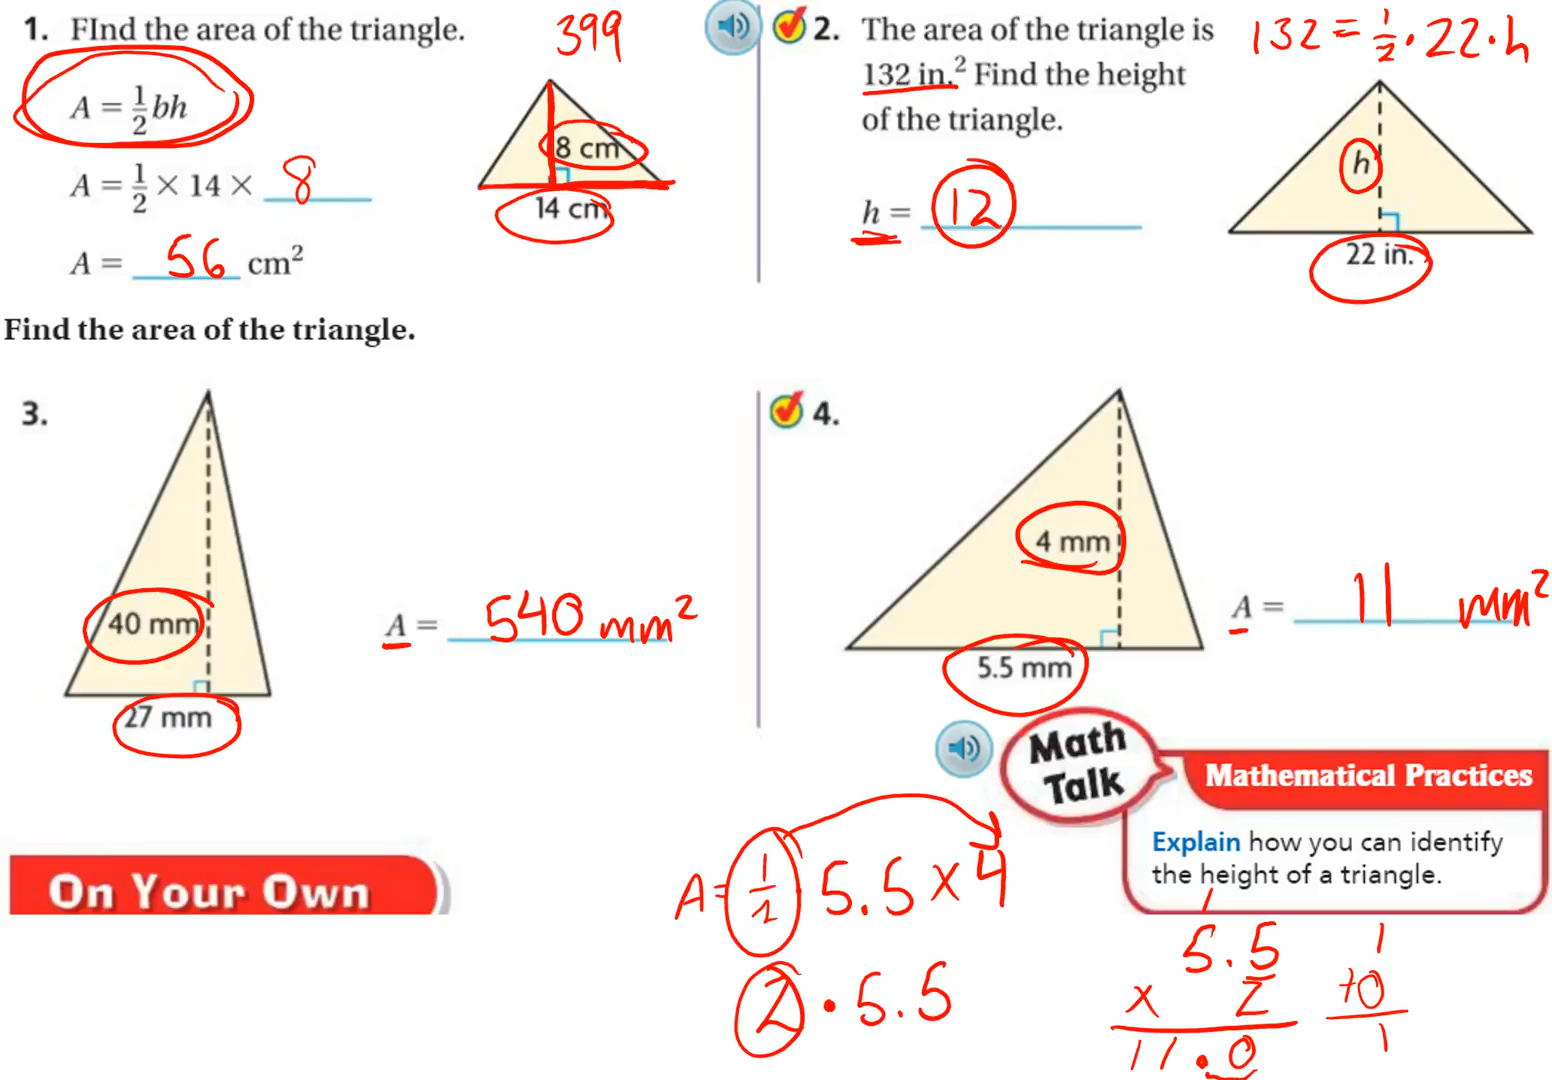 1. FInd the area of the triangle.
399
A = 1/2 bh
A = 1/2 × 14 × 8
A = 56 cm²
8 cm
14 cm
2. The area of the triangle is
132 in.² Find the height
of the triangle.
132 = 1/2 · 22 · h
h = 12
h
22 in.
Find the area of the triangle.
3.
40 mm
27 mm
A = 540 mm²
4.
4 mm
5.5 mm
A = 11 mm²
Math
Talk
Mathematical Practices
Explain how you can identify
the height of a triangle.
On Your Own
A = 1/2 5.5 × 4
2 · 5.5
1
5.5
× 2
11.0
1
+0
1